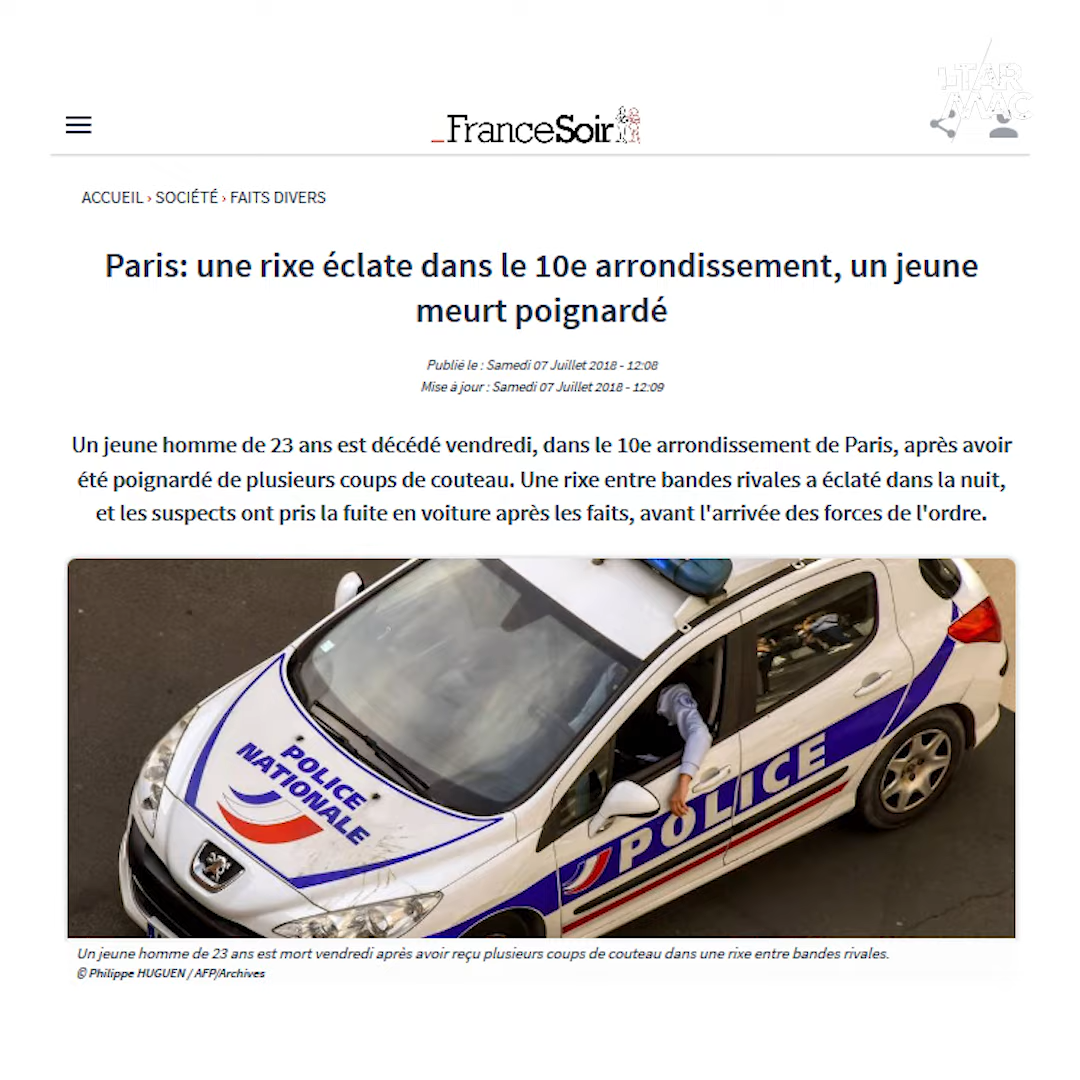 LTAR
MAC
_FranceSoir
ACCUEIL › SOCIÉTÉ › FAITS DIVERS
Paris: une rixe éclate dans le 10e arrondissement, un jeune
meurt poignardé
Publié le : Samedi 07 Juillet 2018 - 12:08
Mise à jour : Samedi 07 Juillet 2018 - 12:09
Un jeune homme de 23 ans est décédé vendredi, dans le 10e arrondissement de Paris, après avoir
été poignardé de plusieurs coups de couteau. Une rixe entre bandes rivales a éclaté dans la nuit,
et les suspects ont pris la fuite en voiture après les faits, avant l'arrivée des forces de l'ordre.
POLICE
NATIONALE
POLICE
Un jeune homme de 23 ans est mort vendredi après avoir reçu plusieurs coups de couteau dans une rixe entre bandes rivales.
© Philippe HUGUEN / AFP/Archives